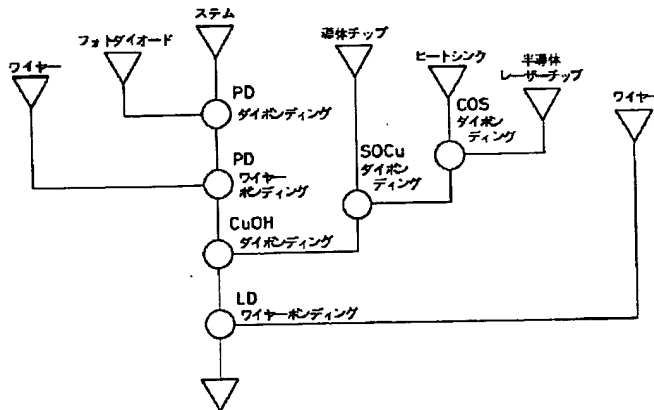 ステム
フォトダイオード
導体チップ
ワイヤー
ヒートシンク
半導体
レーザーチップ
ワイヤー
PD
ダイボンディング
COS
ダイボン
ディング
SOCu
ダイボン
ディング
PD
ワイヤー
ボンディング
CuOH
ダイボンディング
LD
ワイヤーボンディング